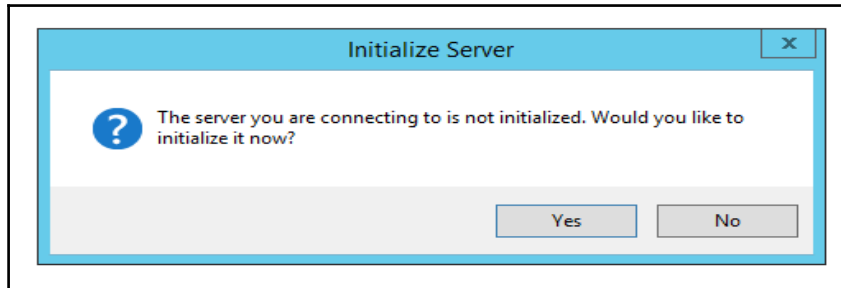 Initialize Server
x
?
The server you are connecting to is not initialized. Would you like to
initialize it now?
Yes No